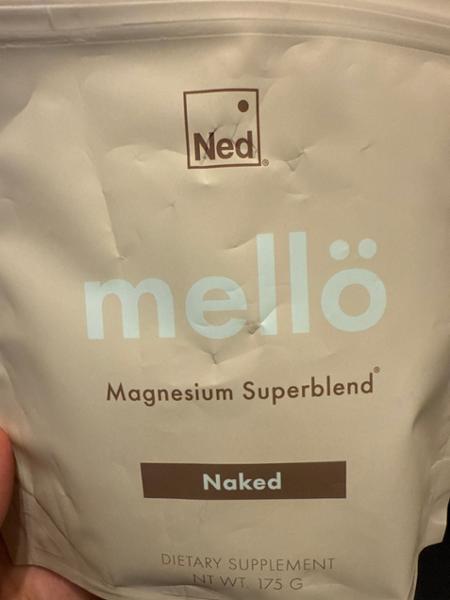 Ned®
mellö
Magnesium Superblend®
Naked
DIETARY SUPPLEMENT
NT WT. 175 G